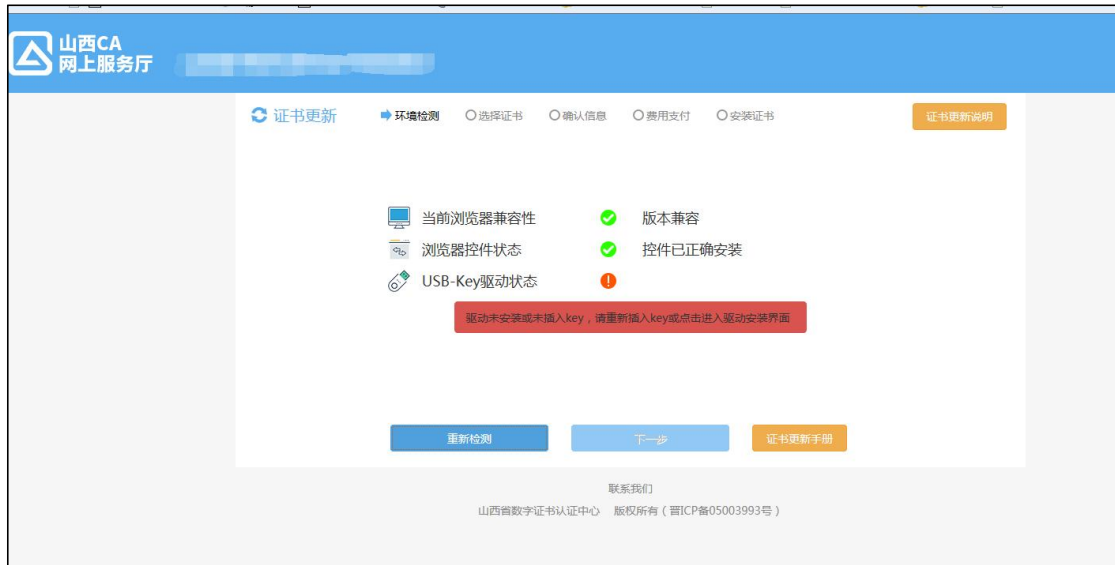 山西CA
网上服务厅
证书更新 环境检测 选择证书 确认信息 费用支付 安装证书 证书更新说明
当前浏览器兼容性 版本兼容
浏览器控件状态 控件已正确安装
USB-Key驱动状态
驱动未安装或未插入key，请重新插入key或点击进入驱动安装界面
重新检测 下一步 证书更新手册
联系我们
山西省数字证书认证中心 版权所有（晋ICP备05003993号）